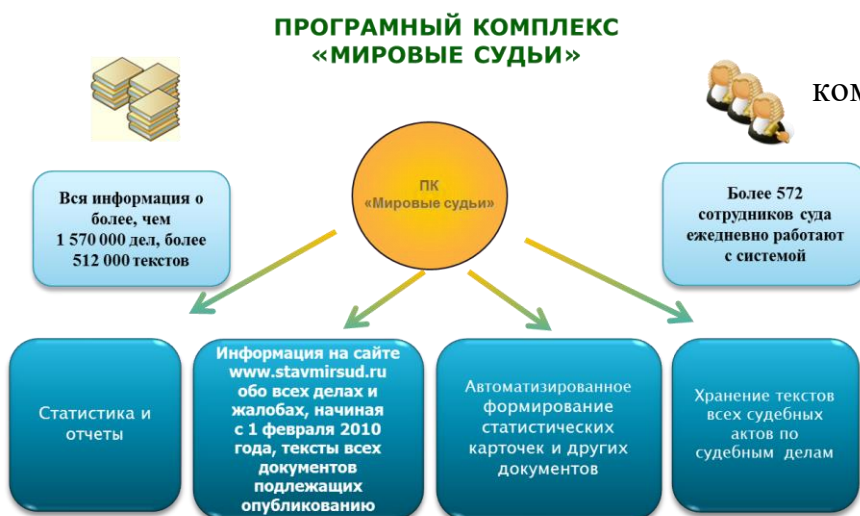 ПРОГРАМНЫЙ КОМПЛЕКС
«МИРОВЫЕ СУДЬИ»
ком
Вся информация о
более, чем
1 570 000 дел, более
512 000 текстов
ПК
«Мировые судьи»
Более 572
сотрудников суда
ежедневно работают
с системой
Статистика и
отчеты
Информация на сайте
www.stavmirsud.ru
обо всех делах и
жалобах, начиная
с 1 февраля 2010
года, тексты всех
документов
подлежащих
опубликованию
Автоматизированное
формирование
статистических
карточек и других
документов
Хранение текстов
всех судебных
актов по
судебным делам